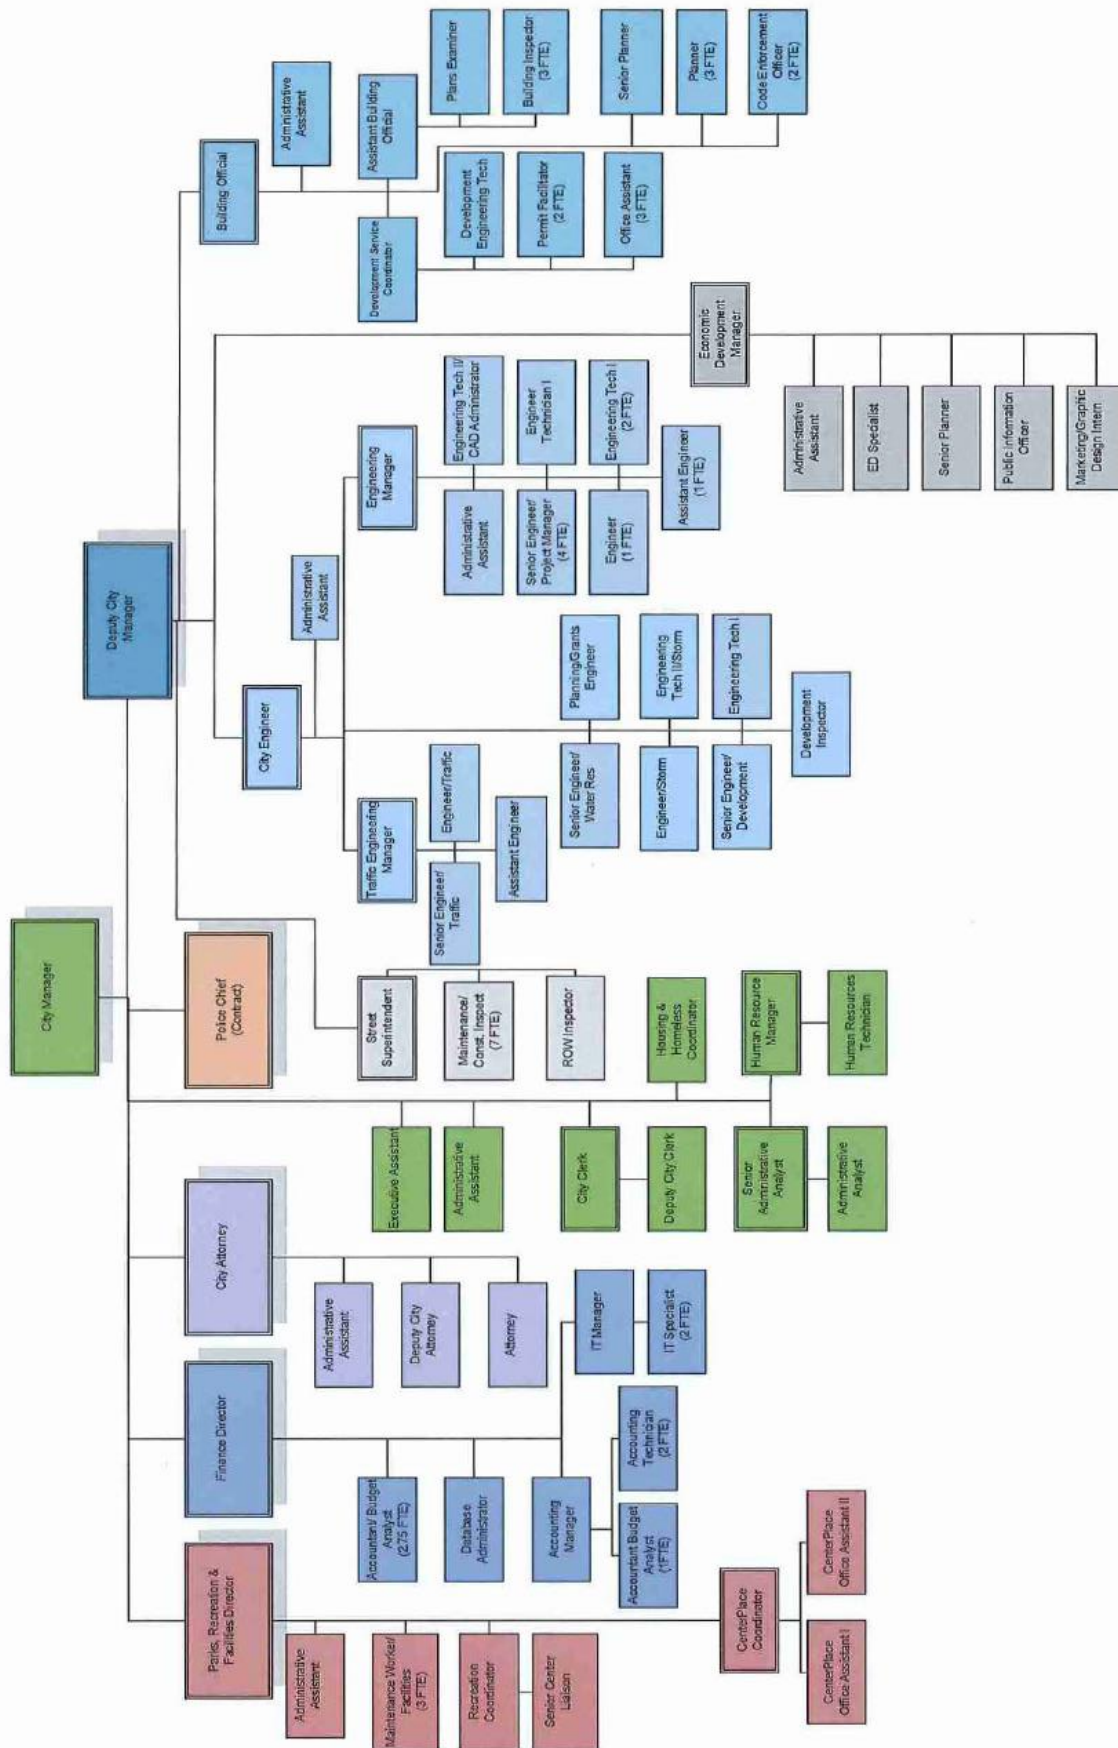 City Manager
Parks, Recreation &
Facilities Director
Finance Director
City Attorney
Police Chief
(Contract)
Deputy City
Manager
Administrative
Assistant
Maintenance Worker/
Facilities
(3 FTE)
Recreation
Coordinator
Senior Center
Liaison
CenterPlace
Coordinator
CenterPlace
Office Assistant I
CenterPlace
Office Assistant II
Accountant/ Budget
Analyst
(2.75 FTE)
Database
Administrator
Accounting
Manager
Accountant Budget
Analyst
(1FTE)
Accounting
Technician
(2 FTE)
IT Manager
IT Specialist
(2 FTE)
Administrative
Assistant
Deputy City
Attorney
Attorney
Executive Assistant
Administrative
Assistant
City Clerk
Deputy City Clerk
Senior
Administrative
Analyst
Administrative
Analyst
Housing &
Homeless
Coordinator
Human Resource
Manager
Human Resources
Technician
Street
Superintendent
Maintenance/
Const. Inspect
(7 FTE)
ROW Inspector
City Engineer
Administrative
Assistant
Traffic Engineering
Manager
Senior Engineer/
Traffic
Engineer/Traffic
Assistant Engineer
Senior Engineer/
Water Res
Planning/Grants
Engineer
Engineer/Storm
Engineering
Tech II/Storm
Senior Engineer/
Development
Engineering Tech I
Development
Inspector
Engineering
Manager
Administrative
Assistant
Engineering Tech II/
CAD Administrator
Senior Engineer/
Project Manager
(4 FTE)
Engineer
Technician I
Engineer
(1 FTE)
Engineering Tech I
(2 FTE)
Assistant Engineer
(1 FTE)
Economic
Development
Manager
Administrative
Assistant
ED Specialist
Senior Planner
Public Information
Officer
Marketing/Graphic
Design Intern
Building Official
Administrative
Assistant
Development Service
Coordinator
Assistant Building
Official
Development
Engineering Tech
Permit Facilitator
(2 FTE)
Office Assistant
(3 FTE)
Plans Examiner
Building Inspector
(3 FTE)
Senior Planner
Planner
(3 FTE)
Code Enforcement
Officer
(2 FTE)